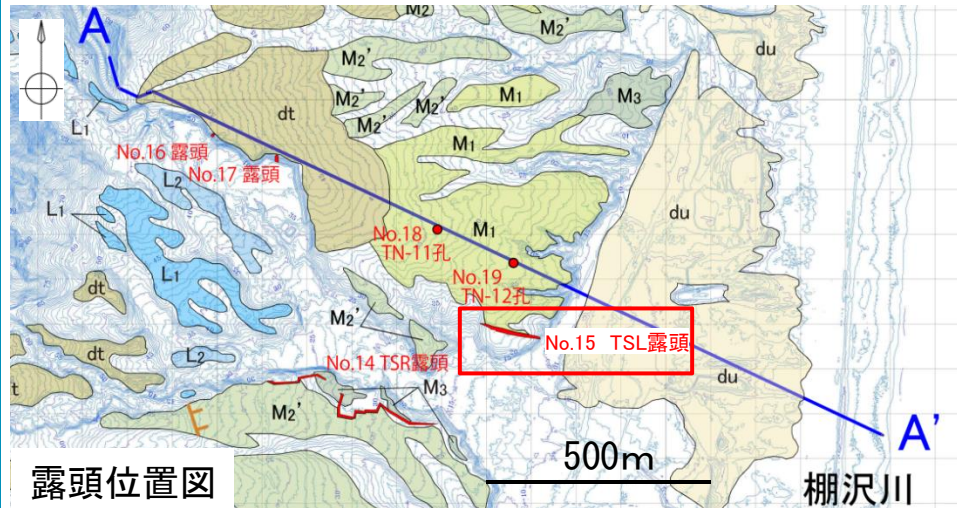 A
M2'
M2'
du
M2'
M1
M3
dt
M2'
M2'
L1
M2'
M1
No.16 露頭
L2
No.17 露頭
du
L1
M1
No.18
TN-11孔
L1
No.19
TN-12孔
dt
M2'
No.15 TSL露頭
dt
L2
No.14 TSR露頭
du
t
M3
M2'
A'
500m
露頭位置図
棚沢川